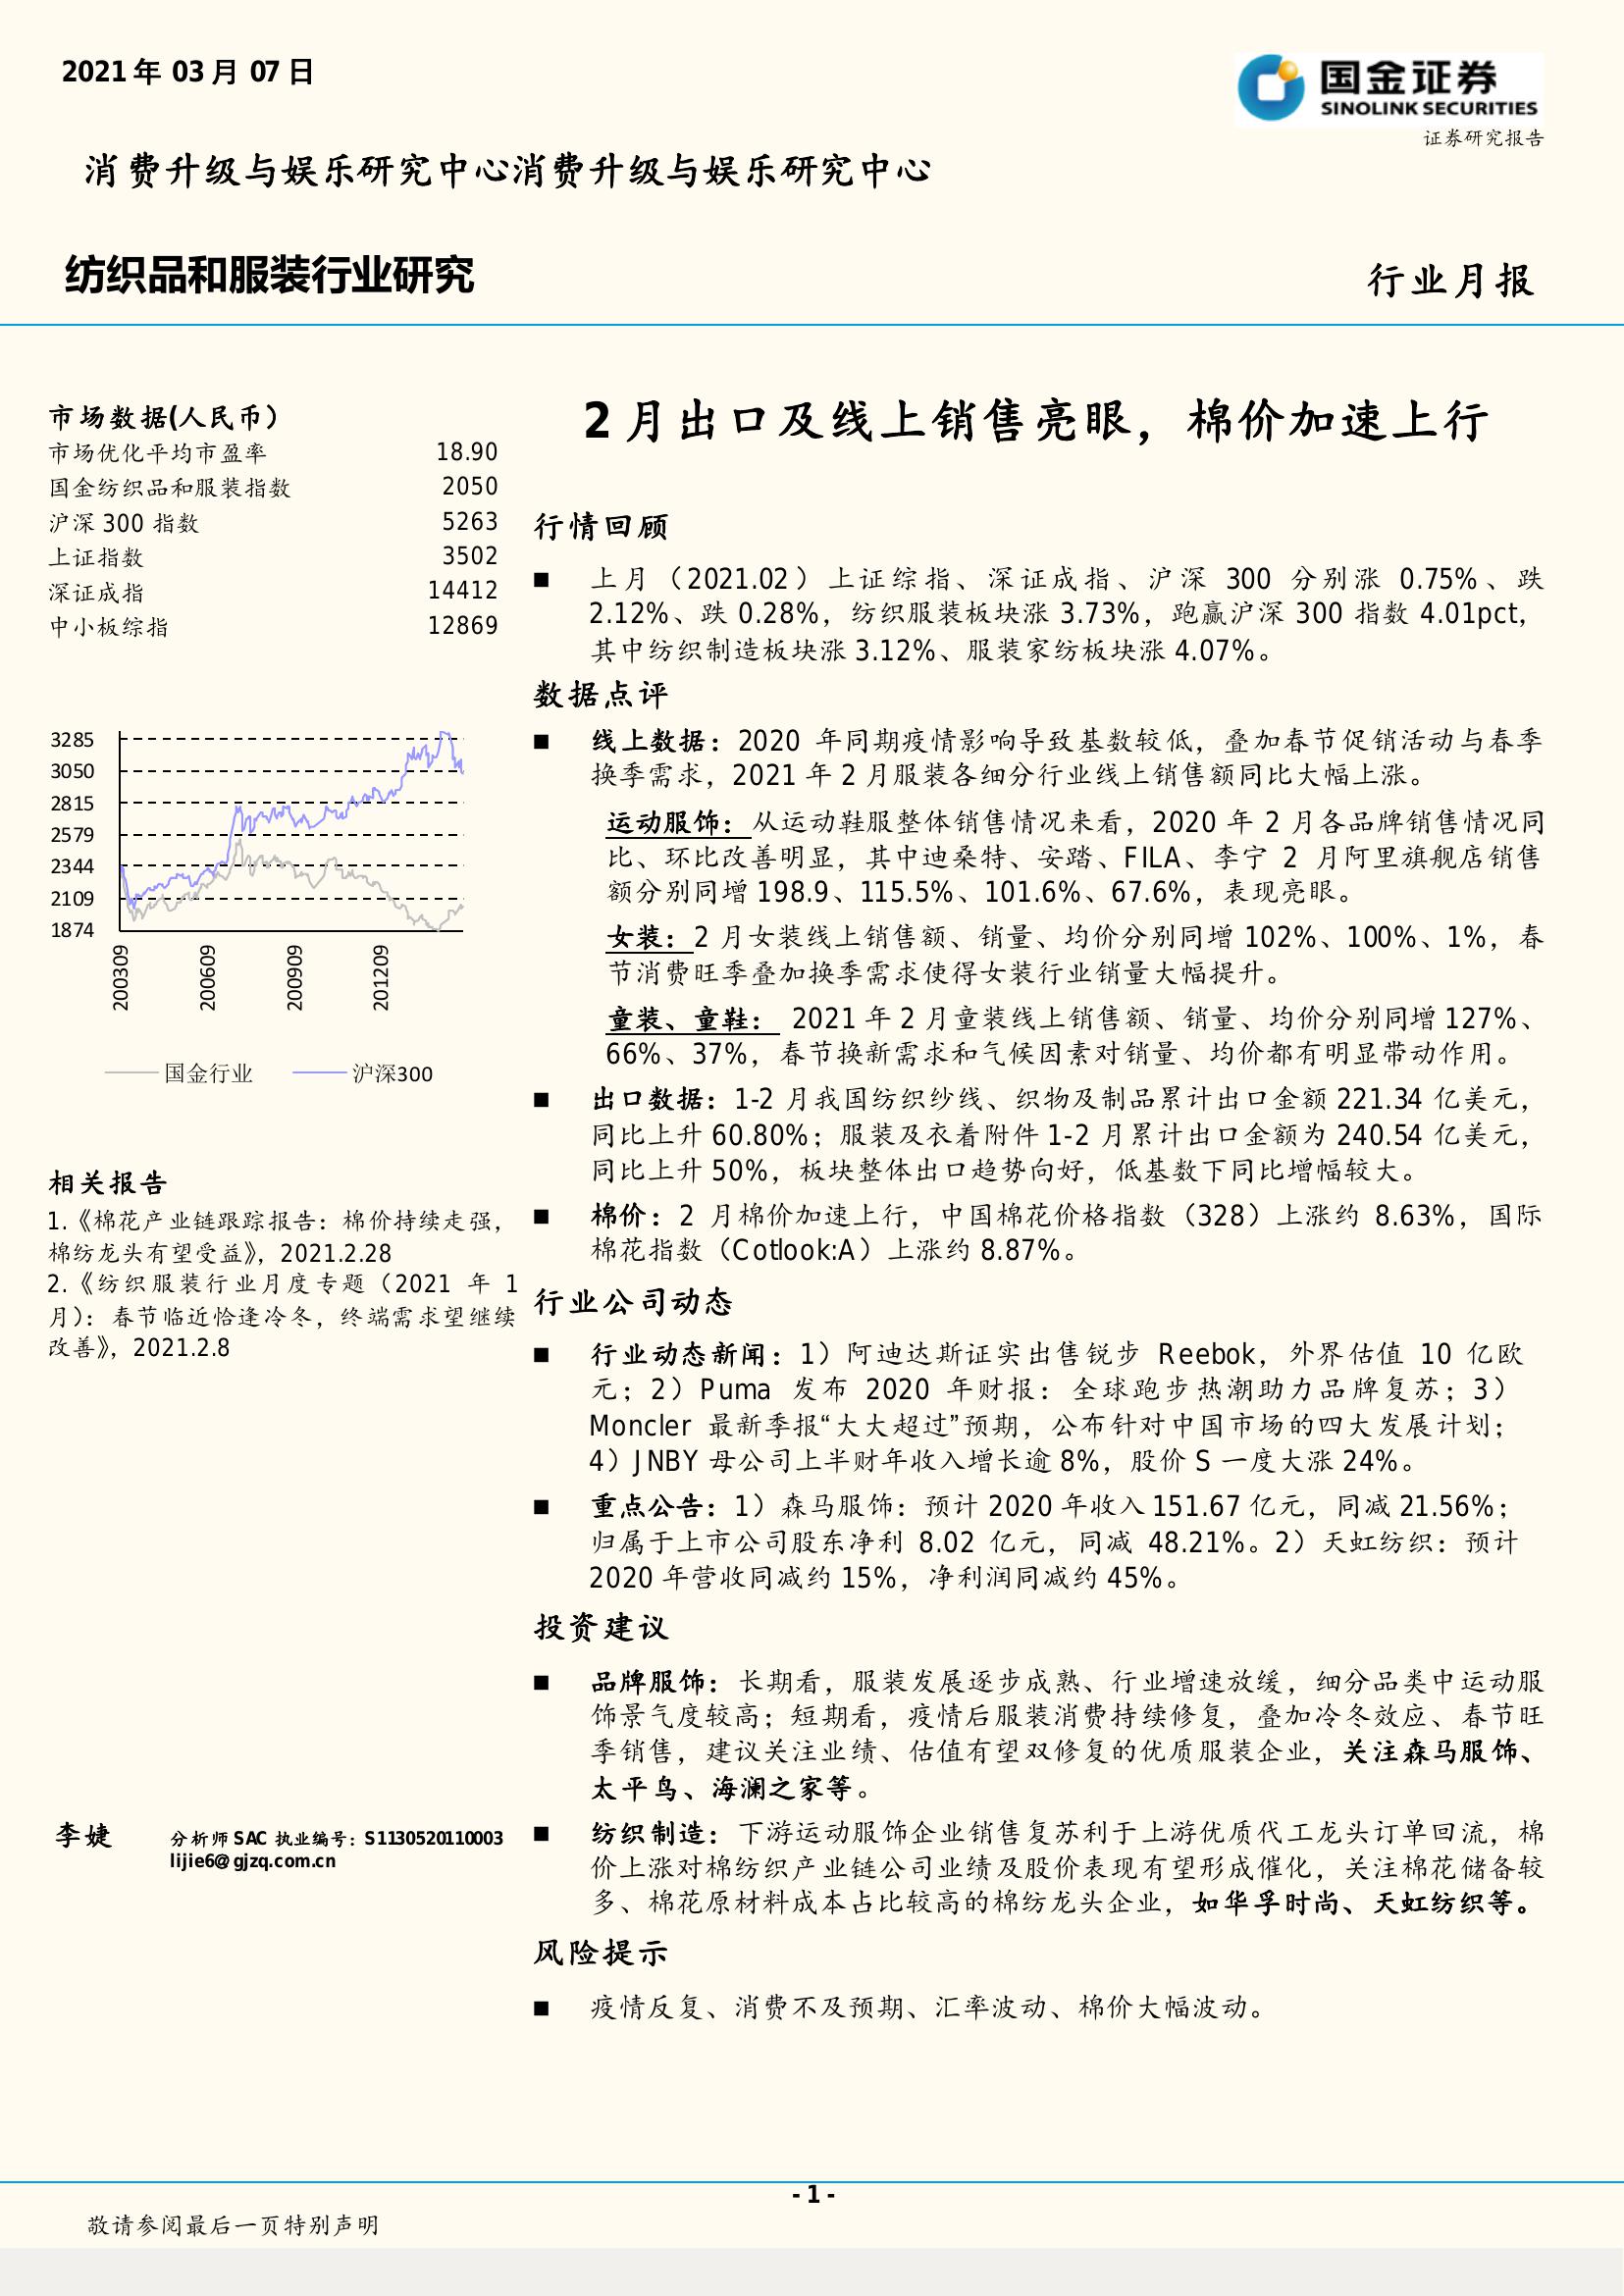 2021年03月07日
国金证券
SINOLINK SECURITIES
证券研究报告
消费升级与娱乐研究中心消费升级与娱乐研究中心
纺织品和服装行业研究
行业月报
市场数据(人民币）
市场优化平均市盈率 18.90
国金纺织品和服装指数 2050
沪深 300 指数 5263
上证指数 3502
深证成指 14412
中小板综指 12869
3285
3050
2815
2579
2344
2109
1874
200309
200609
200909
201209
国金行业 沪深300
相关报告
1.《棉花产业链跟踪报告：棉价持续走强，
棉纺龙头有望受益》，2021.2.28
2.《纺织服装行业月度专题（2021 年 1
月）：春节临近恰逢冷冬，终端需求望继续
改善》，2021.2.8
李婕
分析师 SAC 执业编号：S1130520110003
lijie6@gjzq.com.cn
2 月出口及线上销售亮眼，棉价加速上行
行情回顾
■ 上月（2021.02）上证综指、深证成指、沪深 300 分别涨 0.75%、跌
2.12%、跌 0.28%，纺织服装板块涨 3.73%，跑赢沪深 300 指数 4.01pct，
其中纺织制造板块涨 3.12%、服装家纺板块涨 4.07%。
数据点评
■ 线上数据：2020 年同期疫情影响导致基数较低，叠加春节促销活动与春季
换季需求，2021 年 2 月服装各细分行业线上销售额同比大幅上涨。
运动服饰：从运动鞋服整体销售情况来看，2020 年 2 月各品牌销售情况同
比、环比改善明显，其中迪桑特、安踏、FILA、李宁 2 月阿里旗舰店销售
额分别同增 198.9、115.5%、101.6%、67.6%，表现亮眼。
女装：2 月女装线上销售额、销量、均价分别同增 102%、100%、1%，春
节消费旺季叠加换季需求使得女装行业销量大幅提升。
童装、童鞋： 2021 年 2 月童装线上销售额、销量、均价分别同增 127%、
66%、37%，春节换新需求和气候因素对销量、均价都有明显带动作用。
■ 出口数据：1-2 月我国纺织纱线、织物及制品累计出口金额 221.34 亿美元，
同比上升 60.80%；服装及衣着附件 1-2 月累计出口金额为 240.54 亿美元，
同比上升 50%，板块整体出口趋势向好，低基数下同比增幅较大。
■ 棉价：2 月棉价加速上行，中国棉花价格指数（328）上涨约 8.63%，国际
棉花指数（Cotlook:A）上涨约 8.87%。
行业公司动态
■ 行业动态新闻：1）阿迪达斯证实出售锐步 Reebok，外界估值 10 亿欧
元；2）Puma 发布 2020 年财报：全球跑步热潮助力品牌复苏；3）
Moncler 最新季报“大大超过”预期，公布针对中国市场的四大发展计划；
4）JNBY 母公司上半财年收入增长逾 8%，股价 S 一度大涨 24%。
■ 重点公告：1）森马服饰：预计 2020 年收入 151.67 亿元，同减 21.56%；
归属于上市公司股东净利 8.02 亿元，同减 48.21%。2）天虹纺织：预计
2020 年营收同减约 15%，净利润同减约 45%。
投资建议
■ 品牌服饰：长期看，服装发展逐步成熟、行业增速放缓，细分品类中运动服
饰景气度较高；短期看，疫情后服装消费持续修复，叠加冷冬效应、春节旺
季销售，建议关注业绩、估值有望双修复的优质服装企业，关注森马服饰、
太平鸟、海澜之家等。
■ 纺织制造：下游运动服饰企业销售复苏利于上游优质代工龙头订单回流，棉
价上涨对棉纺织产业链公司业绩及股价表现有望形成催化，关注棉花储备较
多、棉花原材料成本占比较高的棉纺龙头企业，如华孚时尚、天虹纺织等。
风险提示
■ 疫情反复、消费不及预期、汇率波动、棉价大幅波动。
- 1 -
敬请参阅最后一页特别声明